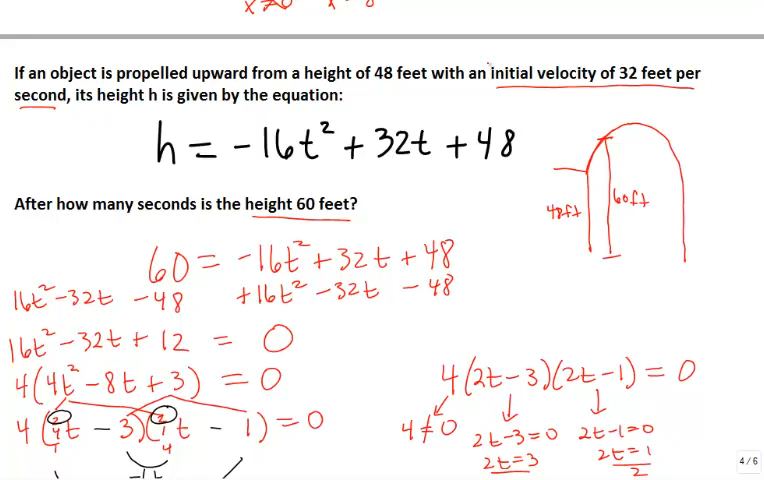 x≠0
If an object is propelled upward from a height of 48 feet with an initial velocity of 32 feet per
second, its height h is given by the equation:
h = -16t² + 32t + 48
After how many seconds is the height 60 feet?
48ft
60ft
60 = -16t² + 32t + 48
16t² - 32t - 48 + 16t² - 32t - 48
16t² - 32t + 12 = 0
4(4t² - 8t + 3) = 0
4( t - 3)( t - 1) = 0
4(2t - 3)(2t - 1) = 0
4 ≠ 0
2t - 3 = 0
2t = 3
2t - 1 = 0
2t = 1
2
4 / 6